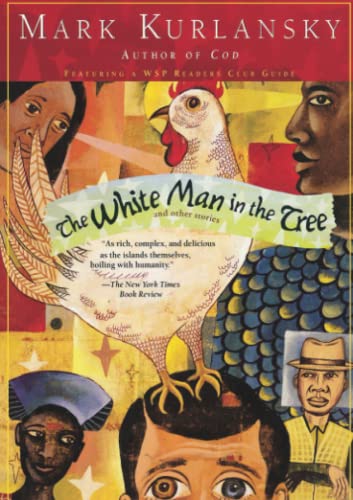 MARK KURLANSKY
AUTHOR OF COD
FEATURING A WSP READERS CLUB GUIDE
The White Man in the Tree
and other stories
"As rich, complex, and delicious
as the islands themselves,
boiling with humanity."
—The New York Times
Book Review